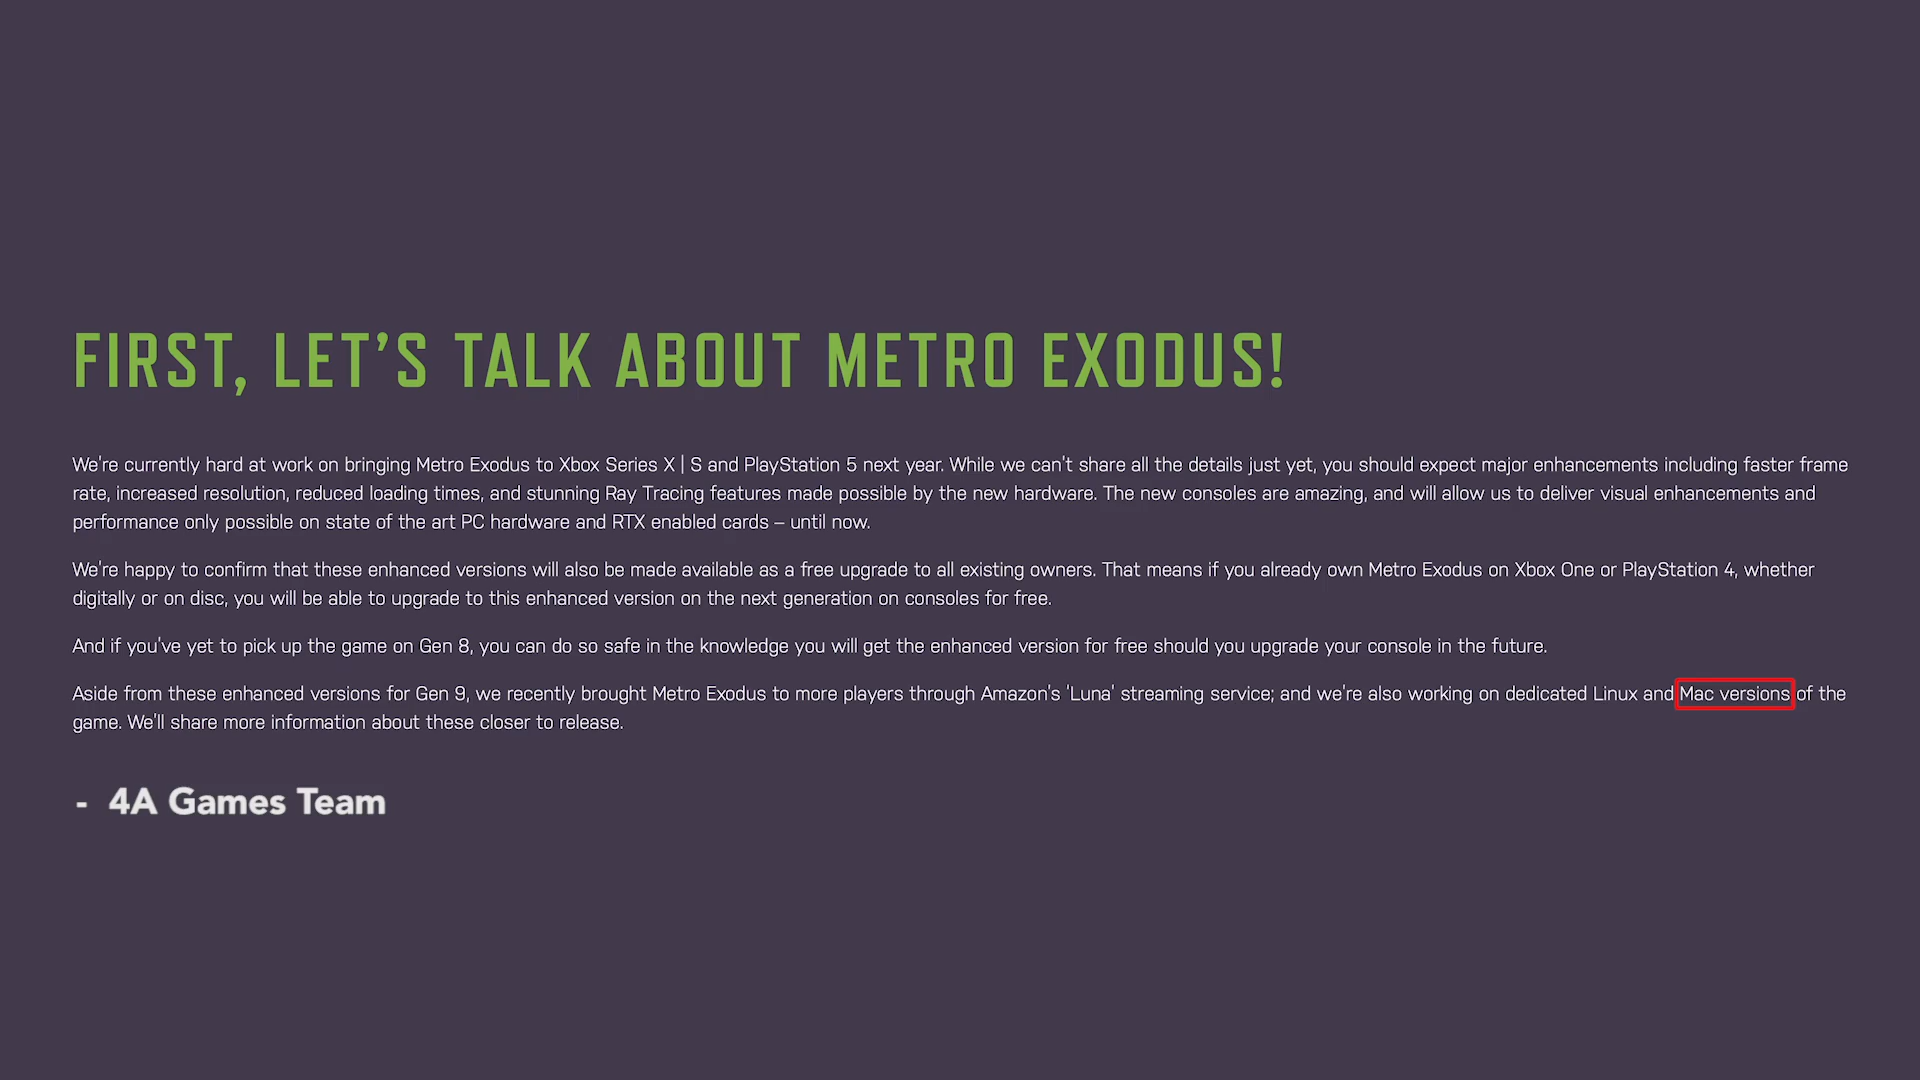 FIRST, LET'S TALK ABOUT METRO EXODUS!
We're currently hard at work on bringing Metro Exodus to Xbox Series X | S and PlayStation 5 next year. While we can't share all the details just yet, you should expect major enhancements including faster frame
rate, increased resolution, reduced loading times, and stunning Ray Tracing features made possible by the new hardware. The new consoles are amazing, and will allow us to deliver visual enhancements and
performance only possible on state of the art PC hardware and RTX enabled cards – until now.
We're happy to confirm that these enhanced versions will also be made available as a free upgrade to all existing owners. That means if you already own Metro Exodus on Xbox One or PlayStation 4, whether
digitally or on disc, you will be able to upgrade to this enhanced version on the next generation on consoles for free.
And if you've yet to pick up the game on Gen 8, you can do so safe in the knowledge you will get the enhanced version for free should you upgrade your console in the future.
Aside from these enhanced versions for Gen 9, we recently brought Metro Exodus to more players through Amazon's 'Luna' streaming service; and we're also working on dedicated Linux and Mac versions of the
game. We'll share more information about these closer to release.
- 4A Games Team